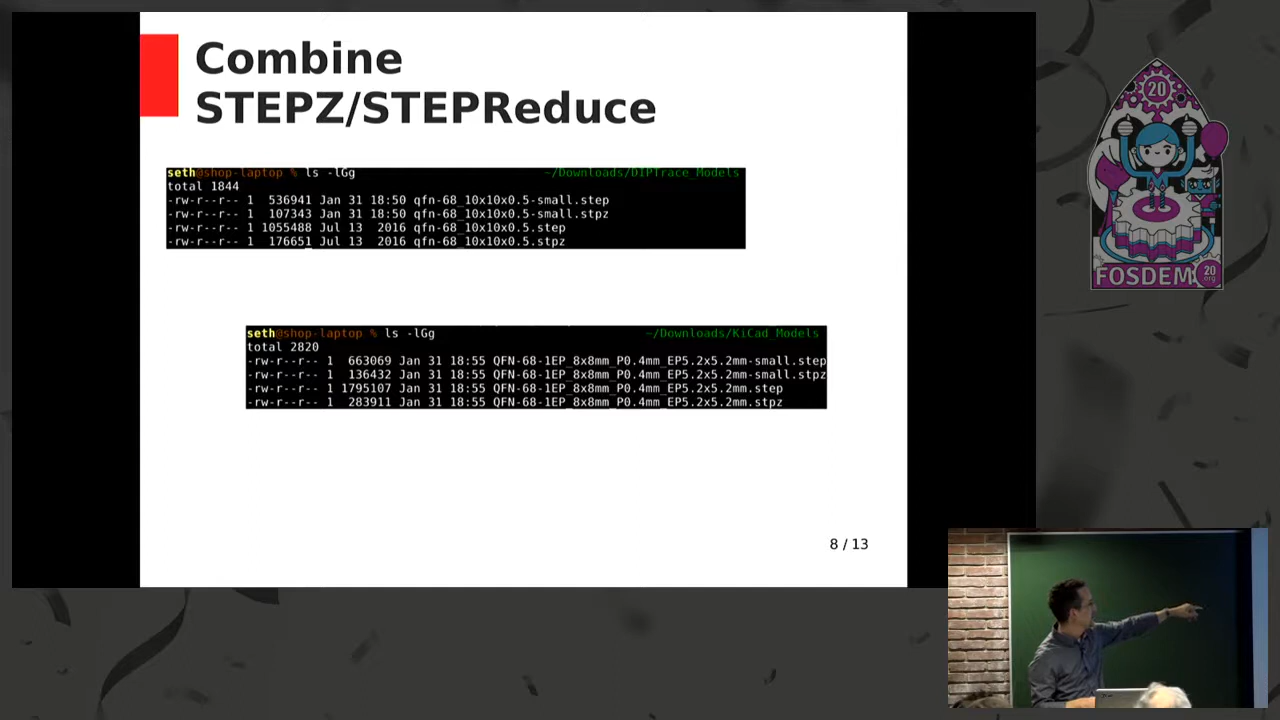 Combine
STEPZ/STEPReduce
seth@shop-laptop % ls -lGg ~/Downloads/DIPTrace_Models
total 1844
-rw-r--r-- 1 536941 Jan 31 18:50 qfn-68_10x10x0.5-small.step
-rw-r--r-- 1 107343 Jan 31 18:50 qfn-68_10x10x0.5-small.stpz
-rw-r--r-- 1 1055488 Jul 13 2016 qfn-68_10x10x0.5.step
-rw-r--r-- 1 176651 Jul 13 2016 qfn-68_10x10x0.5.stpz
seth@shop-laptop % ls -lGg ~/Downloads/KiCad_Models
total 2820
-rw-r--r-- 1 663069 Jan 31 18:55 QFN-68-1EP_8x8mm_P0.4mm_EP5.2x5.2mm-small.step
-rw-r--r-- 1 136432 Jan 31 18:55 QFN-68-1EP_8x8mm_P0.4mm_EP5.2x5.2mm-small.stpz
-rw-r--r-- 1 1795107 Jan 31 18:55 QFN-68-1EP_8x8mm_P0.4mm_EP5.2x5.2mm.step
-rw-r--r-- 1 283911 Jan 31 18:55 QFN-68-1EP_8x8mm_P0.4mm_EP5.2x5.2mm.stpz
8 / 13
20
FOSDEM 20
.org